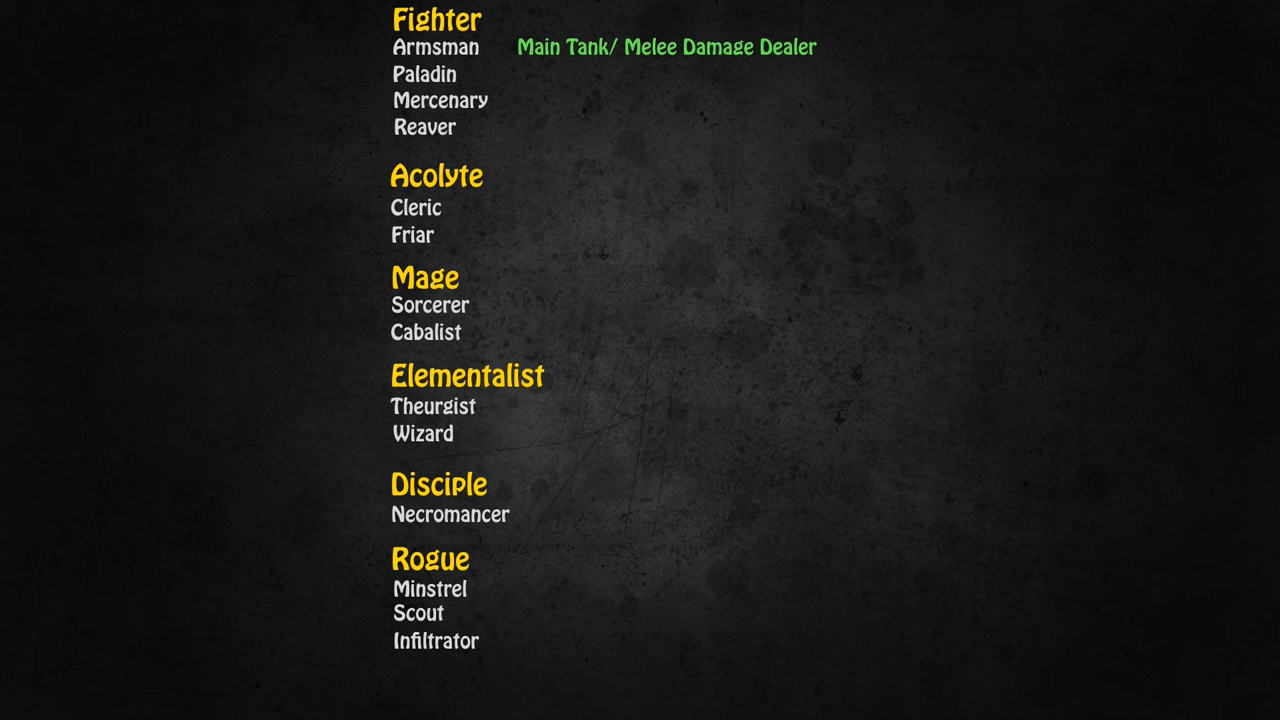 Fighter
Armsman Main Tank/ Melee Damage Dealer
Paladin
Mercenary
Reaver
Acolyte
Cleric
Friar
Mage
Sorcerer
Cabalist
Elementalist
Theurgist
Wizard
Disciple
Necromancer
Rogue
Minstrel
Scout
Infiltrator